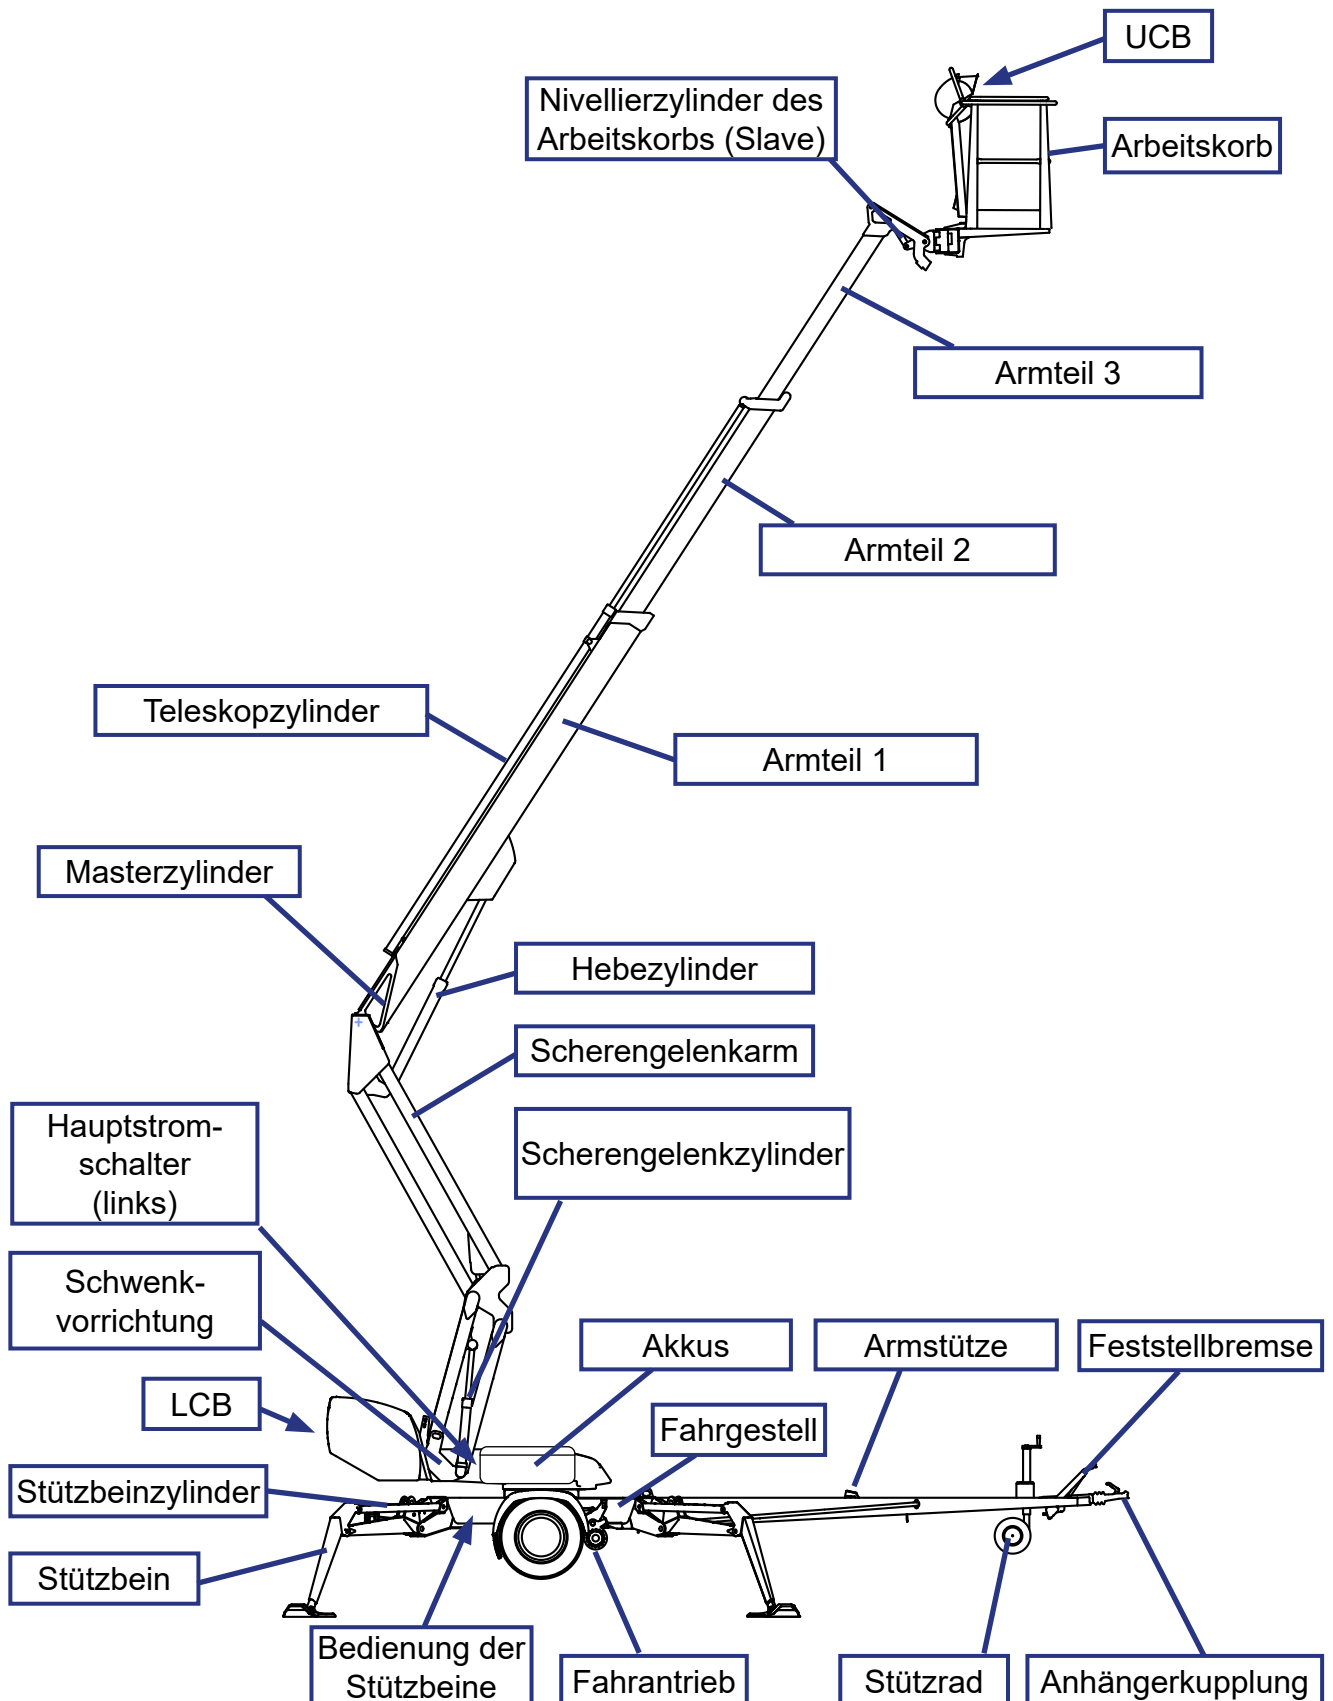 UCB
Nivellierzylinder des
Arbeitskorbs (Slave)
Arbeitskorb
Armteil 3
Armteil 2
Teleskopzylinder
Armteil 1
Masterzylinder
Hebezylinder
Scherengelenkarm
Hauptstrom-
schalter
(links)
Scherengelenkzylinder
Schwenk-
vorrichtung
Akkus
Armstütze
Feststellbremse
LCB
Fahrgestell
Stützbeinzylinder
Stützbein
Bedienung der
Stützbeine
Fahrantrieb
Stützrad
Anhängerkupplung